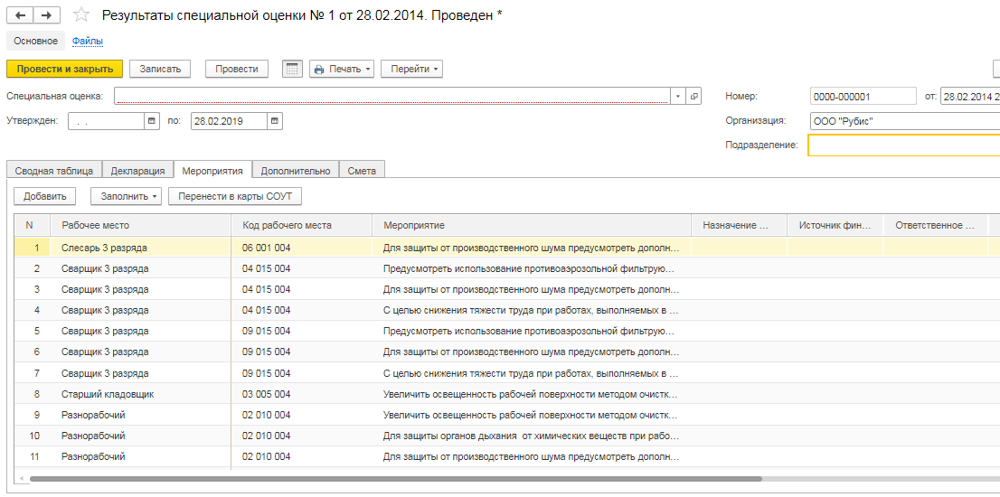 Результаты специальной оценки № 1 от 28.02.2014. Проведен *
Основное Файлы
Провести и закрыть Записать Провести Печать Перейти
Специальная оценка: Номер: 0000-000001 от: 28.02.2014 2
Утвержден: . . по: 28.02.2019 Организация: ООО "Рубис"
Подразделение:
Сводная таблица Декларация Мероприятия Дополнительно Смета
Добавить Заполнить Перенести в карты СОУТ
N Рабочее место Код рабочего места Мероприятие Назначение ... Источник фин... Ответственное ...
1 Слесарь 3 разряда 06 001 004 Для защиты от производственного шума предусмотреть дополн...
2 Сварщик 3 разряда 04 015 004 Предусмотреть использование противоаэрозольной фильтрую...
3 Сварщик 3 разряда 04 015 004 Для защиты от производственного шума предусмотреть дополн...
4 Сварщик 3 разряда 04 015 004 С целью снижения тяжести труда при работах, выполняемых в ...
5 Сварщик 3 разряда 09 015 004 Предусмотреть использование противоаэрозольной фильтрую...
6 Сварщик 3 разряда 09 015 004 Для защиты от производственного шума предусмотреть дополн...
7 Сварщик 3 разряда 09 015 004 С целью снижения тяжести труда при работах, выполняемых в ...
8 Старший кладовщик 03 005 004 Увеличить освещенность рабочей поверхности методом очистк...
9 Разнорабочий 02 010 004 Увеличить освещенность рабочей поверхности методом очистк...
10 Разнорабочий 02 010 004 Для защиты органов дыхания от химических веществ при рабо...
11 Разнорабочий 02 010 004 Для защиты от производственного шума предусмотреть дополн...